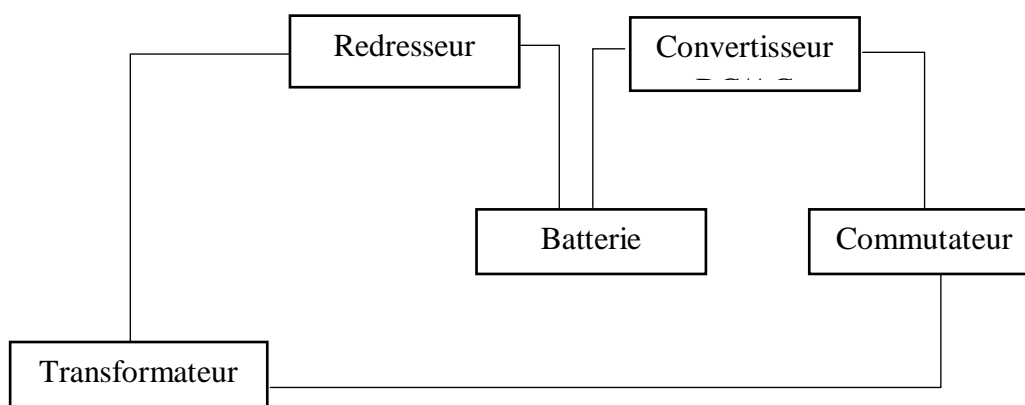 Redresseur
Convertisseur
Batterie
Commutateur
Transformateur